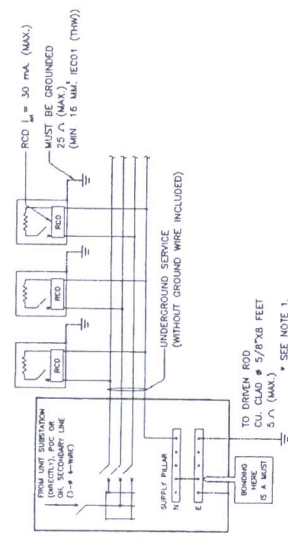 RCD I△n = 30 mA (MAX.)
MUST BE GROUNDED
25 Ω (MAX.)
(MIN. 16 MM.² IEC01 (THW))
RCD
RCD
RCD
UNDERGROUND SERVICE
(WITHOUT GROUND WIRE INCLUDED)
FROM UNIT SUBSTATION
(DIRECTLY), PDC OR
OH. SECONDARY LINE
(3-Ø 4-WIRE)
SUPPLY PILLAR
N
E
BONDING
HERE
IS A MUST
TO DRIVEN ROD
CU. CLAD Ø 5/8"X8 FEET
5 Ω (MAX.)
* SEE NOTE 1.